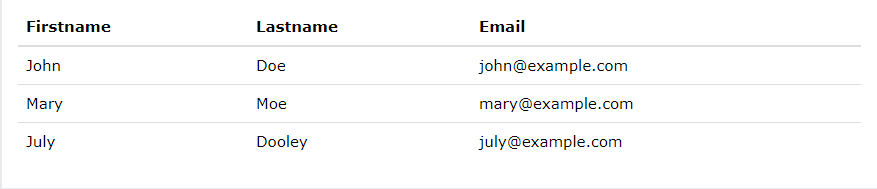 Firstname Lastname Email
John Doe john@example.com
Mary Moe mary@example.com
July Dooley july@example.com